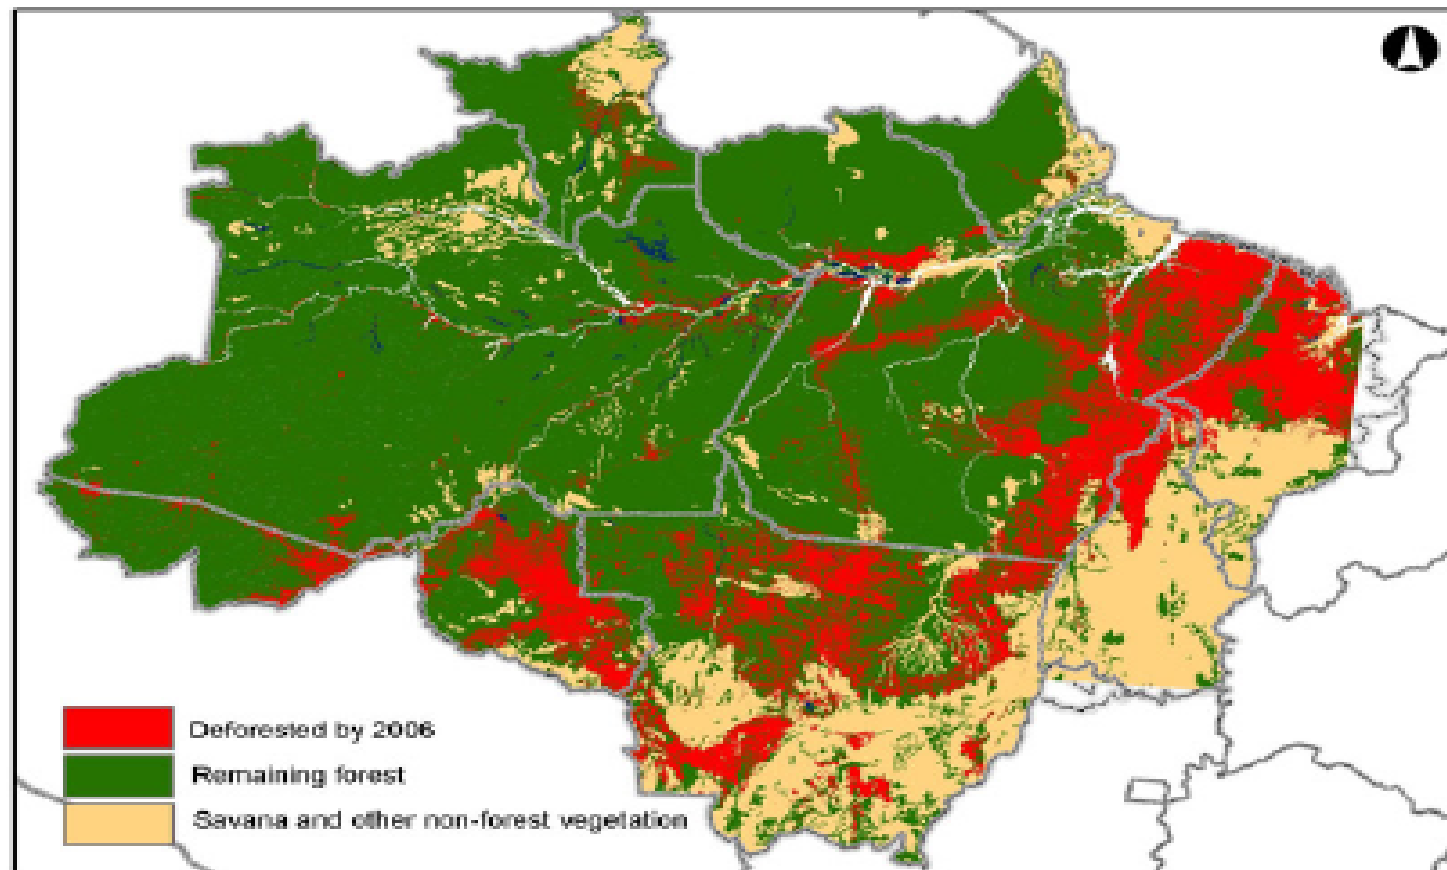 Deforested by 2006
Remaining forest
Savana and other non-forest vegetation